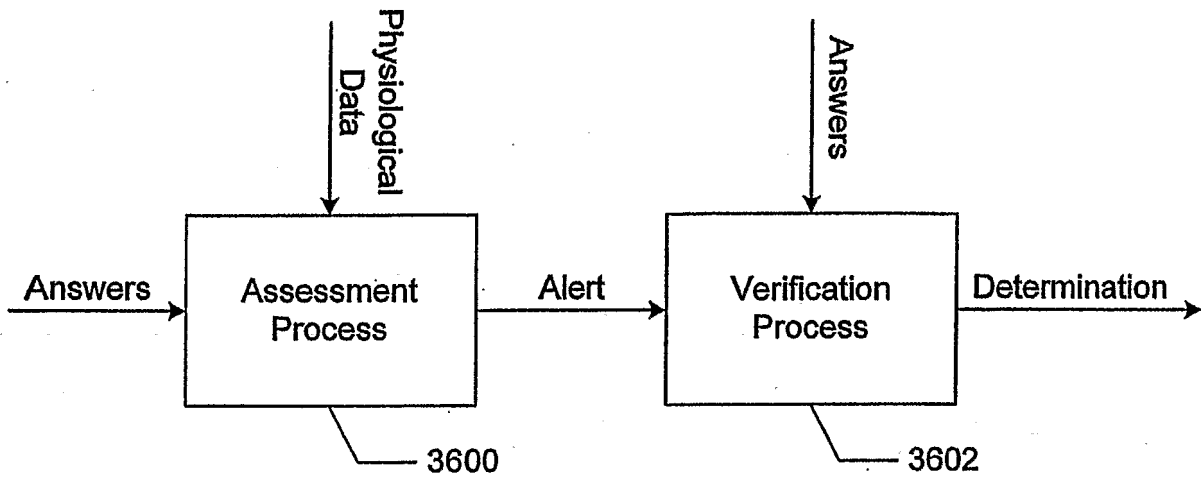 Physiological
Data
Answers
Answers
Assessment
Process
Alert
Verification
Process
Determination
3600
3602